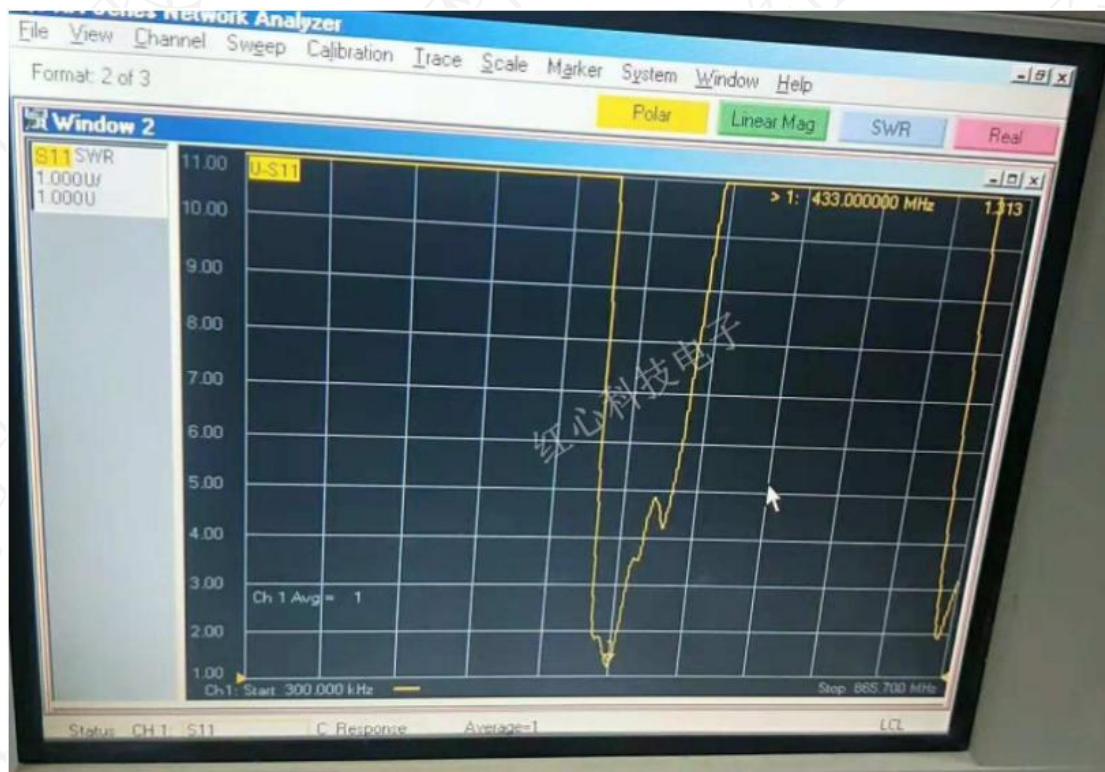 Series Network Analyzer
File View Channel Sweep Calibration Trace Scale Marker System Window Help
Format: 2 of 3
Polar Linear Mag SWR Real
Window 2
S11 SWR
1.000U/
1.000U
U-S11
> 1: 433.000000 MHz 1.313
11.00
10.00
9.00
8.00
7.00
6.00
5.00
4.00
3.00
2.00
1.00
红心科技电子
Ch 1 Avg = 1
Ch1: Start 300.000 kHz
Stop 865.700 MHz
Status CH 1: S11 C Response Average=1 LCL